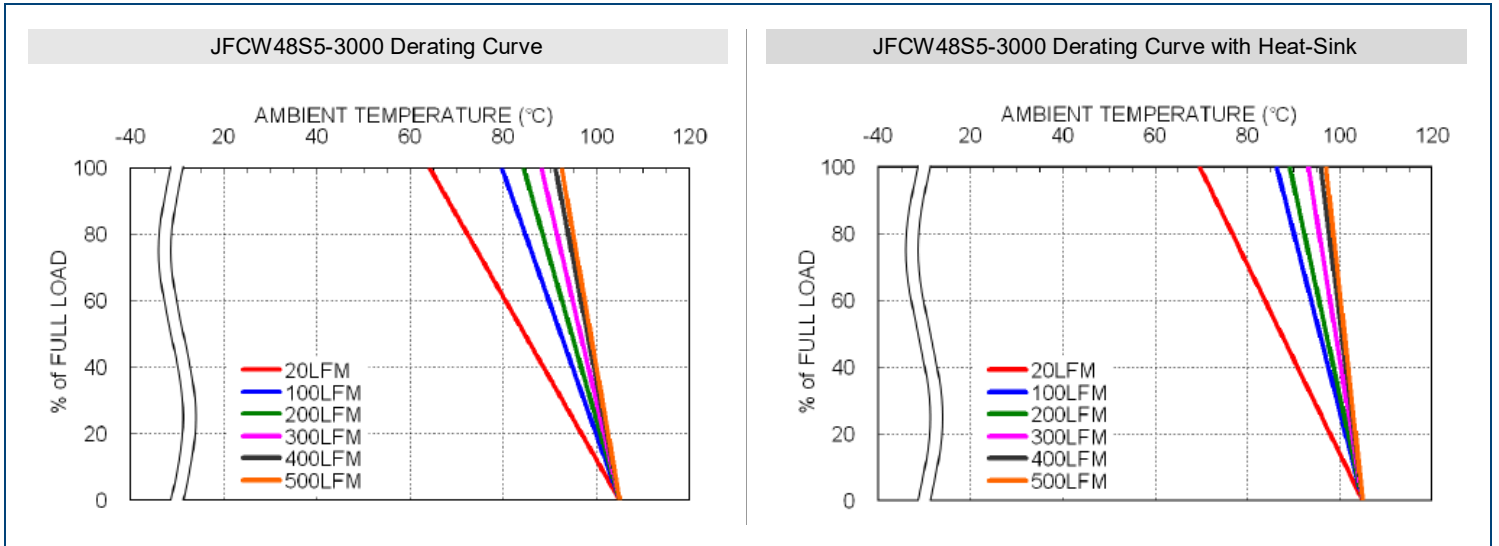 JFCW48S5-3000 Derating Curve
AMBIENT TEMPERATURE (°C)
-40 20 40 60 80 100 120
100
80
60
40
20
0
% of FULL LOAD
20LFM
100LFM
200LFM
300LFM
400LFM
500LFM
JFCW48S5-3000 Derating Curve with Heat-Sink
AMBIENT TEMPERATURE (°C)
-40 20 40 60 80 100 120
100
80
60
40
20
0
% of FULL LOAD
20LFM
100LFM
200LFM
300LFM
400LFM
500LFM